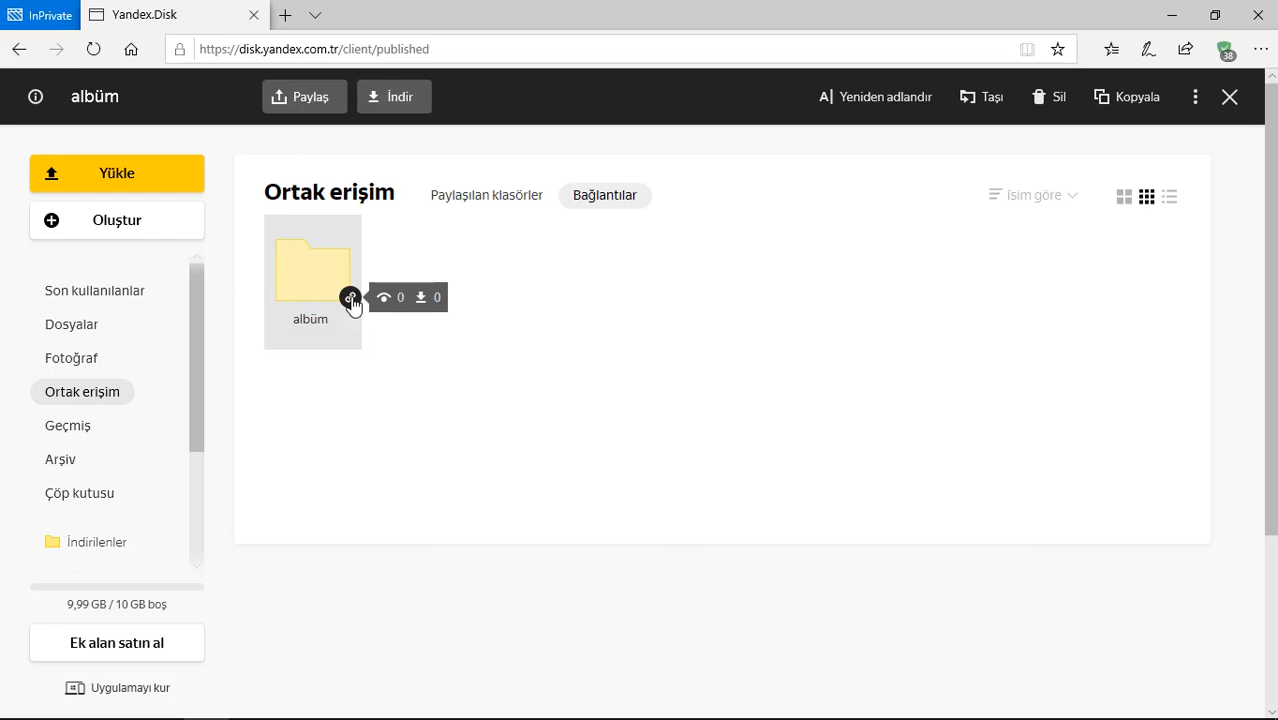 InPrivate
Yandex.Disk
https://disk.yandex.com.tr/client/published
38
albüm
Paylaş
İndir
Yeniden adlandır
Taşı
Sil
Kopyala
Yükle
Oluştur
Son kullanılanlar
Dosyalar
Fotoğraf
Ortak erişim
Geçmiş
Arşiv
Çöp kutusu
İndirilenler
9,99 GB / 10 GB boş
Ek alan satın al
Uygulamayı kur
Ortak erişim
Paylaşılan klasörler
Bağlantılar
İsim göre
0
0
albüm